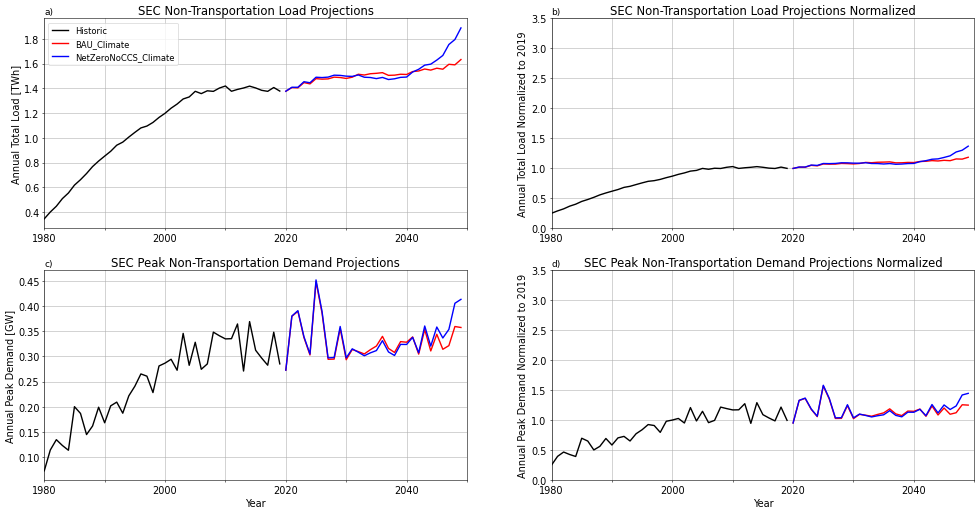 a)
SEC Non-Transportation Load Projections
Historic
BAU_Climate
NetZeroNoCCS_Climate
Annual Total Load [TWh]
1.8
1.6
1.4
1.2
1.0
0.8
0.6
0.4
1980
2000
2020
2040
b)
SEC Non-Transportation Load Projections Normalized
Annual Total Load Normalized to 2019
3.5
3.0
2.5
2.0
1.5
1.0
0.5
0.0
1980
2000
2020
2040
c)
SEC Peak Non-Transportation Demand Projections
Annual Peak Demand [GW]
0.45
0.40
0.35
0.30
0.25
0.20
0.15
0.10
1980
2000
2020
2040
Year
d)
SEC Peak Non-Transportation Demand Projections Normalized
Annual Peak Demand Normalized to 2019
3.5
3.0
2.5
2.0
1.5
1.0
0.5
0.0
1980
2000
2020
2040
Year